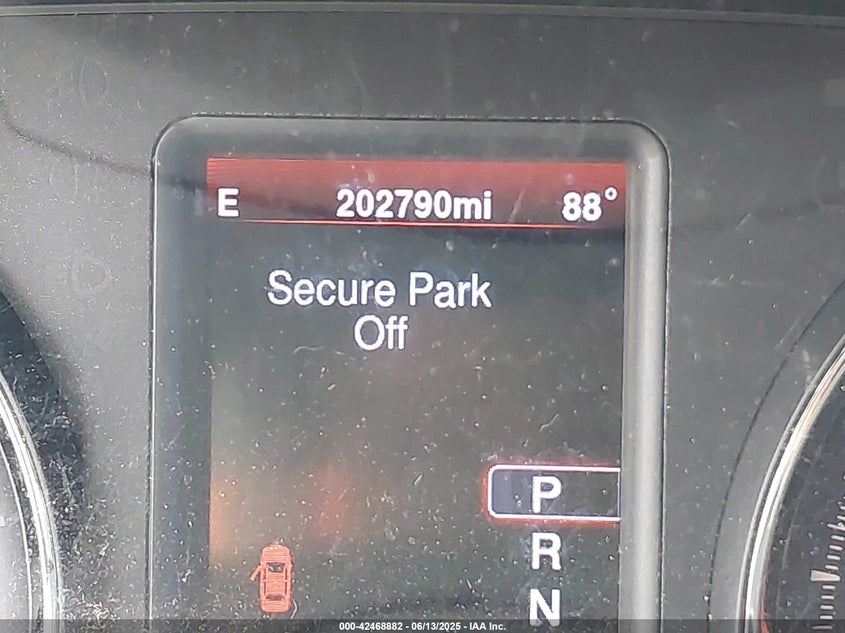 E 202790mi 88°
Secure Park
Off
P
R
N
000-42468882 - 06/13/2025 - IAA Inc.